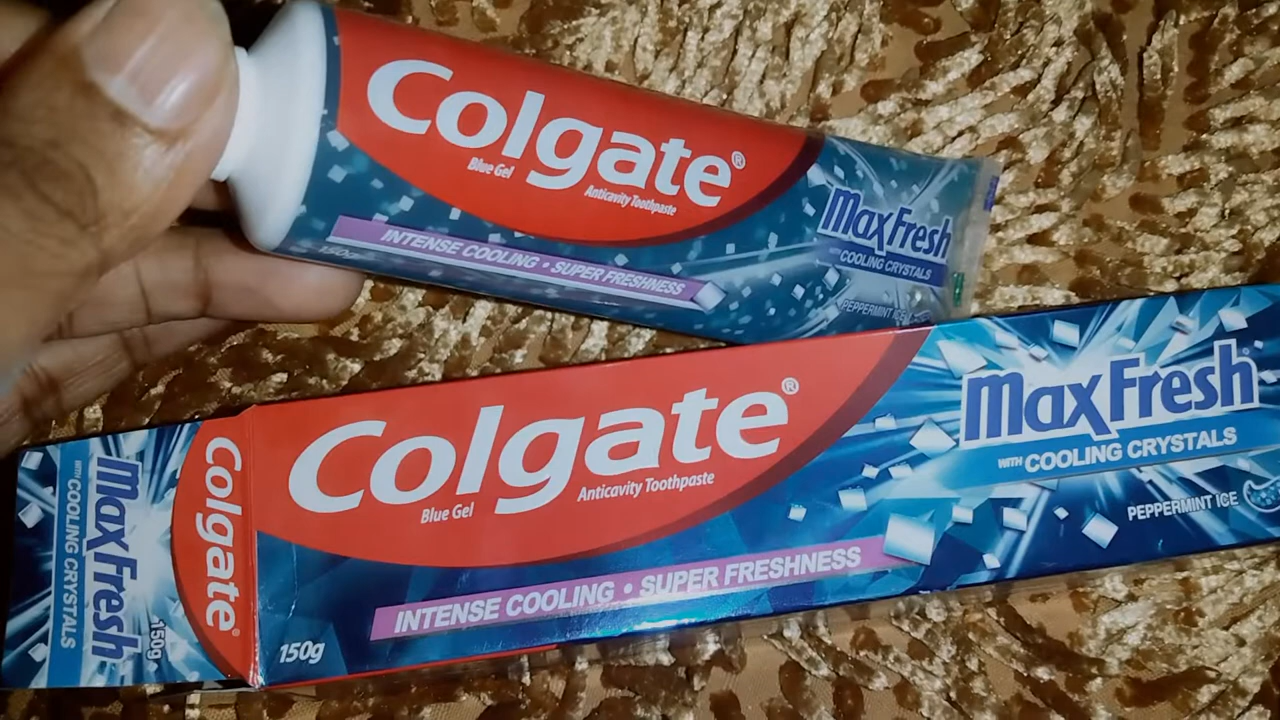 Colgate®
Blue Gel
Anticavity Toothpaste
INTENSE COOLING • SUPER FRESHNESS
150g
MaxFresh
WITH COOLING CRYSTALS
PEPPERMINT ICE
Colgate®
Blue Gel
Anticavity Toothpaste
INTENSE COOLING • SUPER FRESHNESS
150g
MaxFresh®
WITH COOLING CRYSTALS
PEPPERMINT ICE
Colgate®
MaxFresh
WITH COOLING CRYSTALS
150g